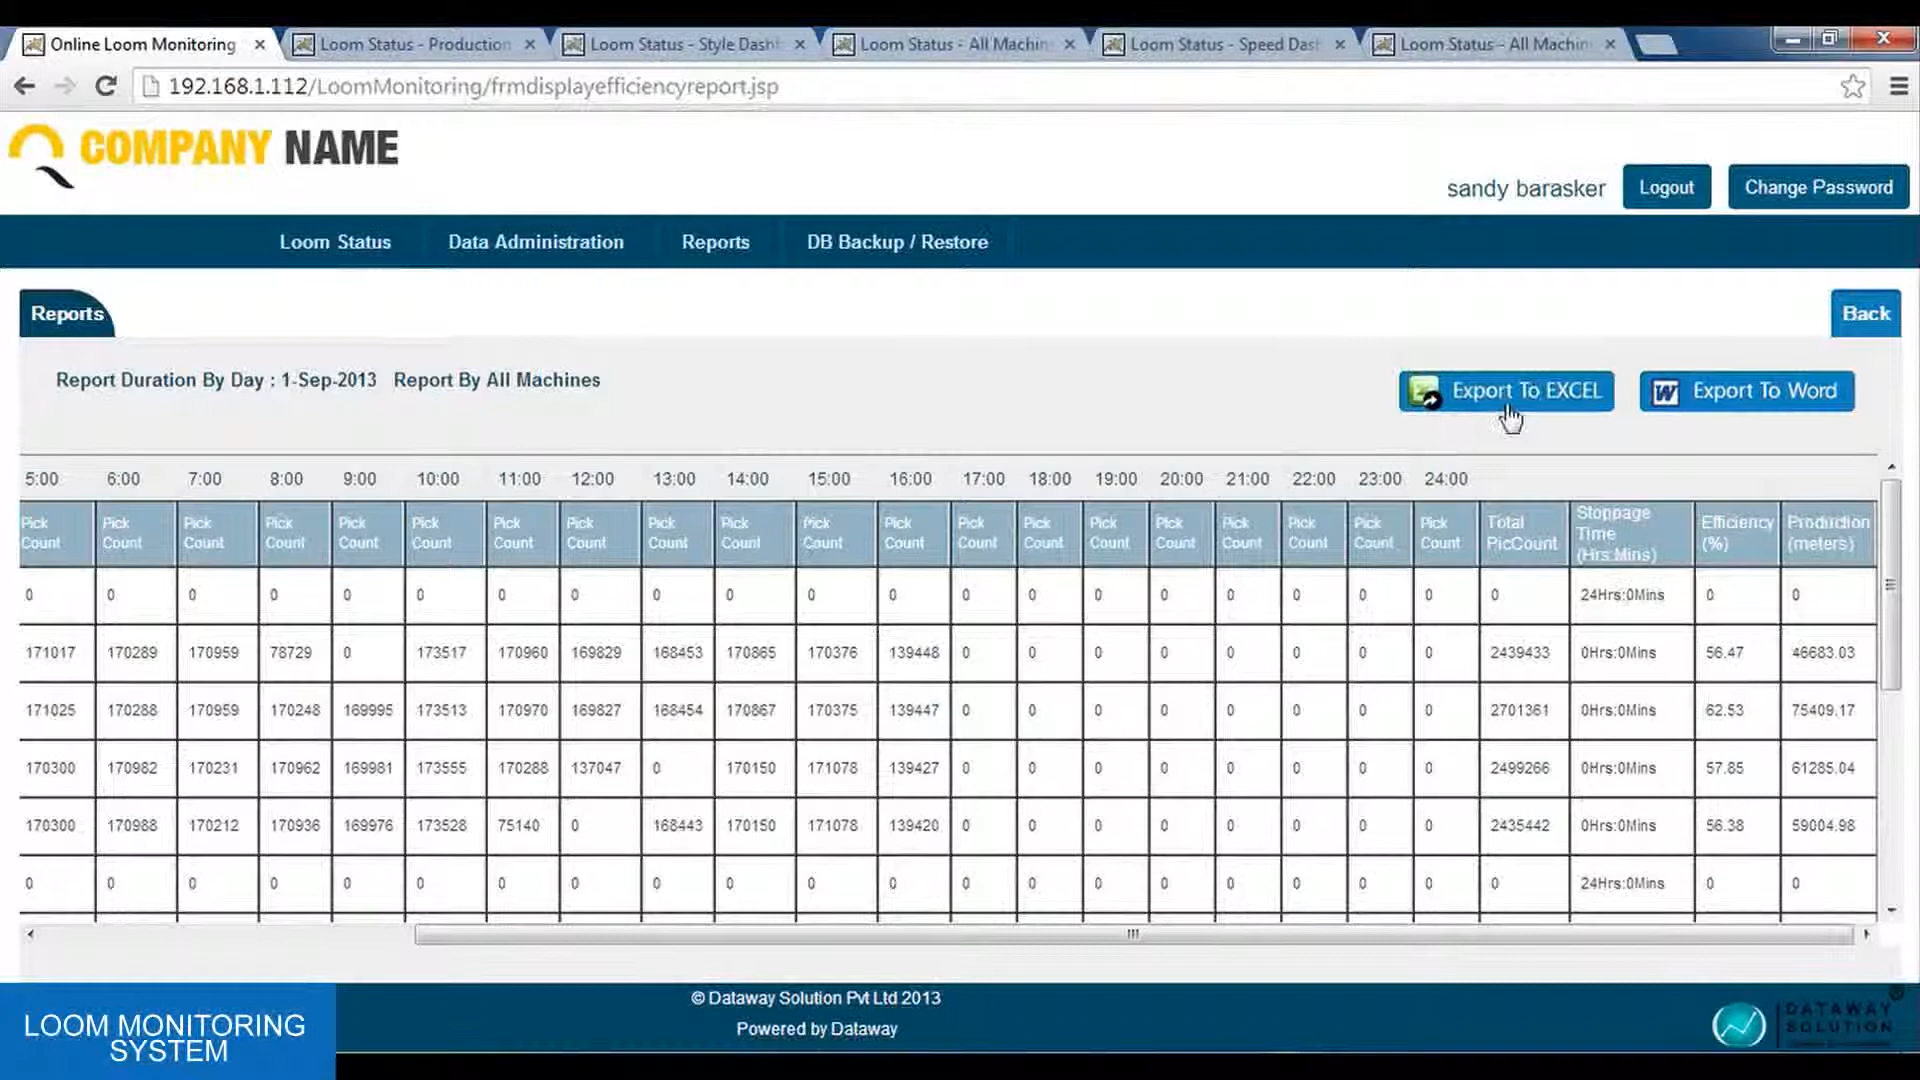 Online Loom Monitoring
Loom Status - Production
Loom Status - Style Dash
Loom Status - All Machin
Loom Status - Speed Das
Loom Status - All Machin
192.168.1.112/LoomMonitoring/frmdisplayefficiencyreport.jsp
COMPANY NAME
sandy barasker Logout Change Password
Loom Status Data Administration Reports DB Backup / Restore
Reports Back
Report Duration By Day : 1-Sep-2013 Report By All Machines
Export To EXCEL Export To Word
5:00 6:00 7:00 8:00 9:00 10:00 11:00 12:00 13:00 14:00 15:00 16:00 17:00 18:00 19:00 20:00 21:00 22:00 23:00 24:00
Pick Count Pick Count Pick Count Pick Count Pick Count Pick Count Pick Count Pick Count Pick Count Pick Count Pick Count Pick Count Pick Count Pick Count Pick Count Pick Count Pick Count Pick Count Pick Count Pick Count Total PicCount Stoppage Time (Hrs:Mins) Efficiency (%) Production (meters)
0 0 0 0 0 0 0 0 0 0 0 0 0 0 0 0 0 0 0 0 0 24Hrs:0Mins 0 0
171017 170289 170959 78729 0 173517 170960 169829 168453 170865 170376 139448 0 0 0 0 0 0 0 0 2439433 0Hrs:0Mins 56.47 46683.03
171025 170288 170959 170248 169995 173513 170970 169827 168454 170867 170375 139447 0 0 0 0 0 0 0 0 2701361 0Hrs:0Mins 62.53 75409.17
170300 170982 170231 170962 169981 173555 170288 137047 0 170150 171078 139427 0 0 0 0 0 0 0 0 2499266 0Hrs:0Mins 57.85 61285.04
170300 170988 170212 170936 169976 173528 75140 0 168443 170150 171078 139420 0 0 0 0 0 0 0 0 2435442 0Hrs:0Mins 56.38 59004.98
0 0 0 0 0 0 0 0 0 0 0 0 0 0 0 0 0 0 0 0 0 24Hrs:0Mins 0 0
© Dataway Solution Pvt Ltd 2013
Powered by Dataway
LOOM MONITORING
SYSTEM
DATAWAY
SOLUTION